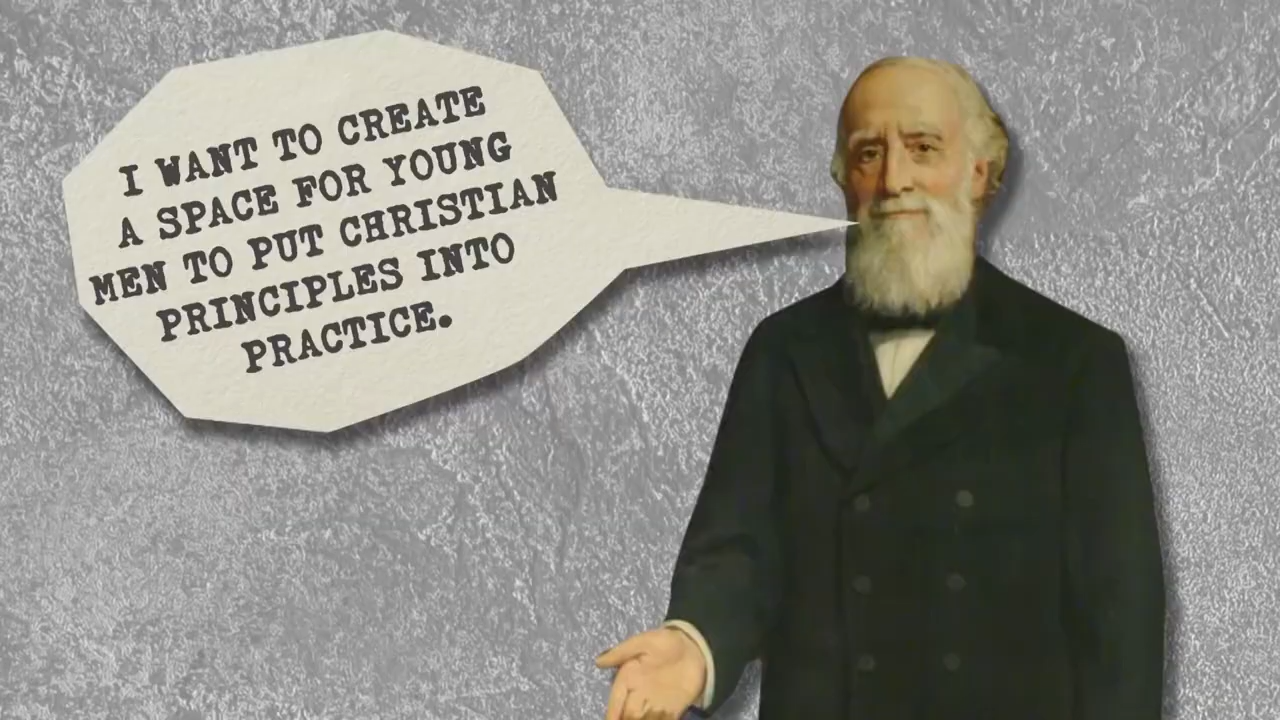 I WANT TO CREATE
A SPACE FOR YOUNG
MEN TO PUT CHRISTIAN
PRINCIPLES INTO
PRACTICE.